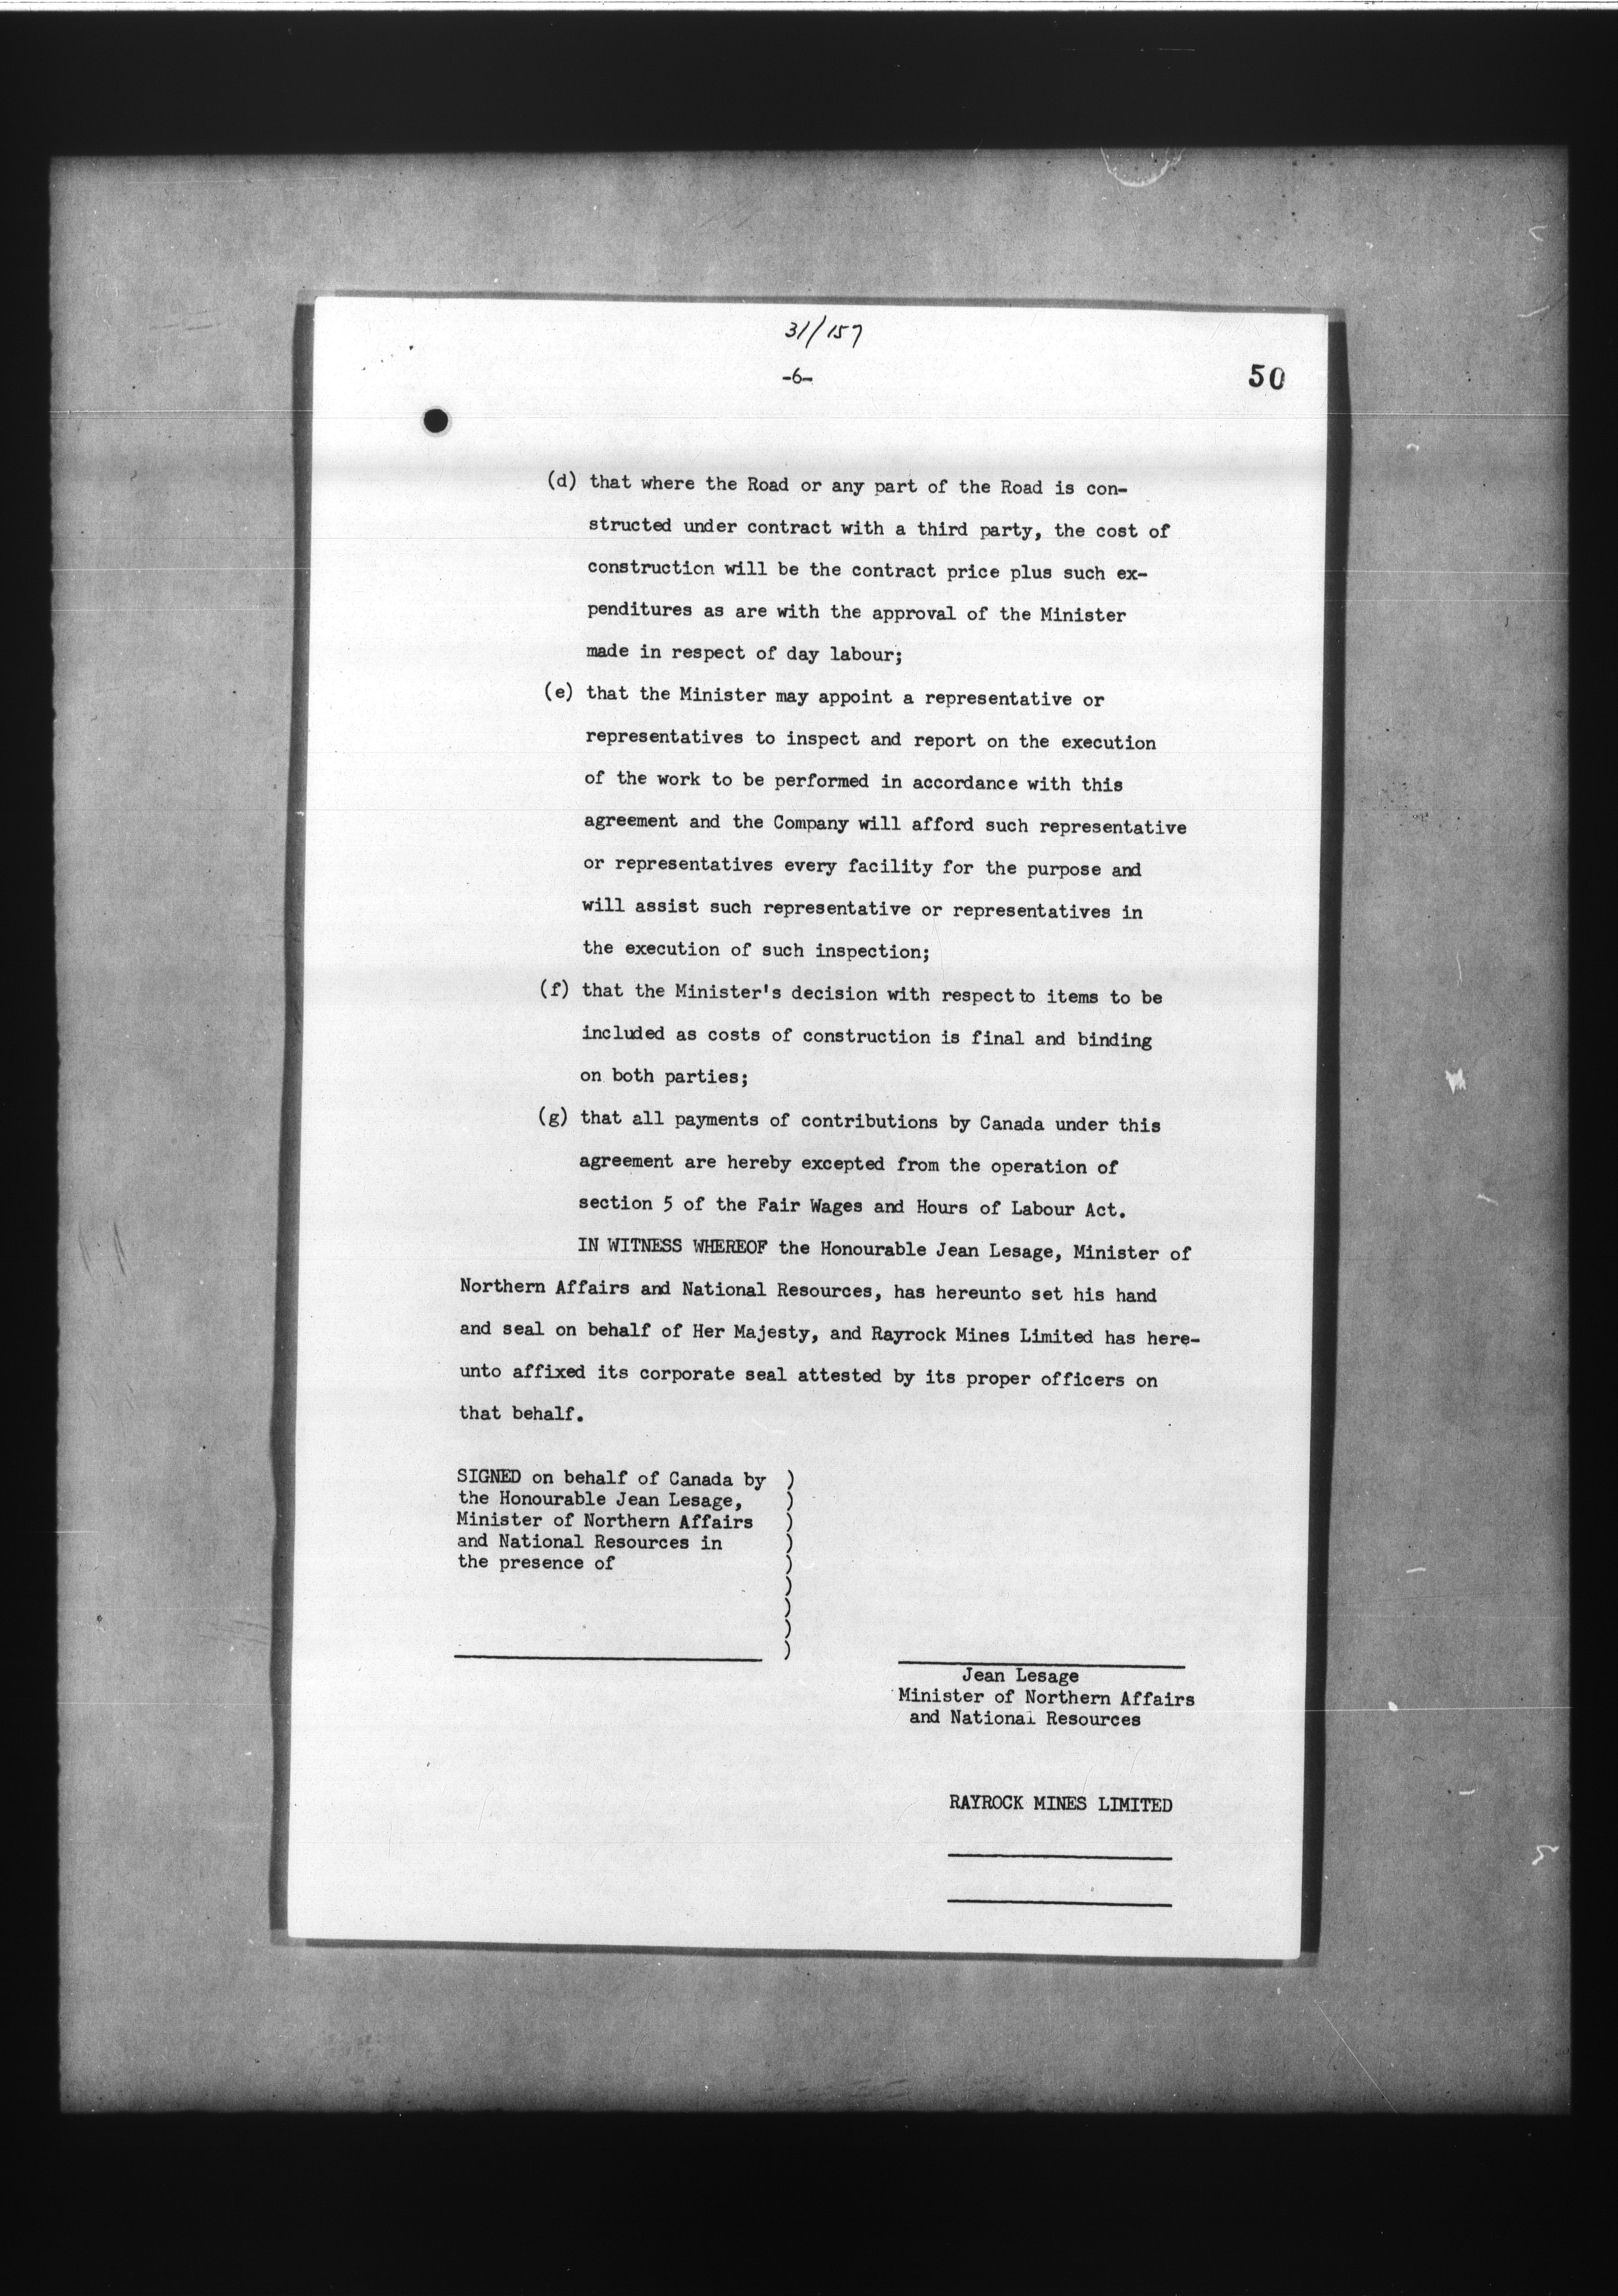 31/157
-6-
50
(d) that where the Road or any part of the Road is con-
structed under contract with a third party, the cost of
construction will be the contract price plus such ex-
penditures as are with the approval of the Minister
made in respect of day labour;
(e) that the Minister may appoint a representative or
representatives to inspect and report on the execution
of the work to be performed in accordance with this
agreement and the Company will afford such representative
or representatives every facility for the purpose and
will assist such representative or representatives in
the execution of such inspection;
(f) that the Minister's decision with respect to items to be
included as costs of construction is final and binding
on both parties;
(g) that all payments of contributions by Canada under this
agreement are hereby excepted from the operation of
section 5 of the Fair Wages and Hours of Labour Act.
IN WITNESS WHEREOF the Honourable Jean Lesage, Minister of
Northern Affairs and National Resources, has hereunto set his hand
and seal on behalf of Her Majesty, and Rayrock Mines Limited has here-
unto affixed its corporate seal attested by its proper officers on
that behalf.
SIGNED on behalf of Canada by )
the Honourable Jean Lesage, )
Minister of Northern Affairs )
and National Resources in )
the presence of )
)
)
)
)
Jean Lesage
Minister of Northern Affairs
and National Resources
RAYROCK MINES LIMITED